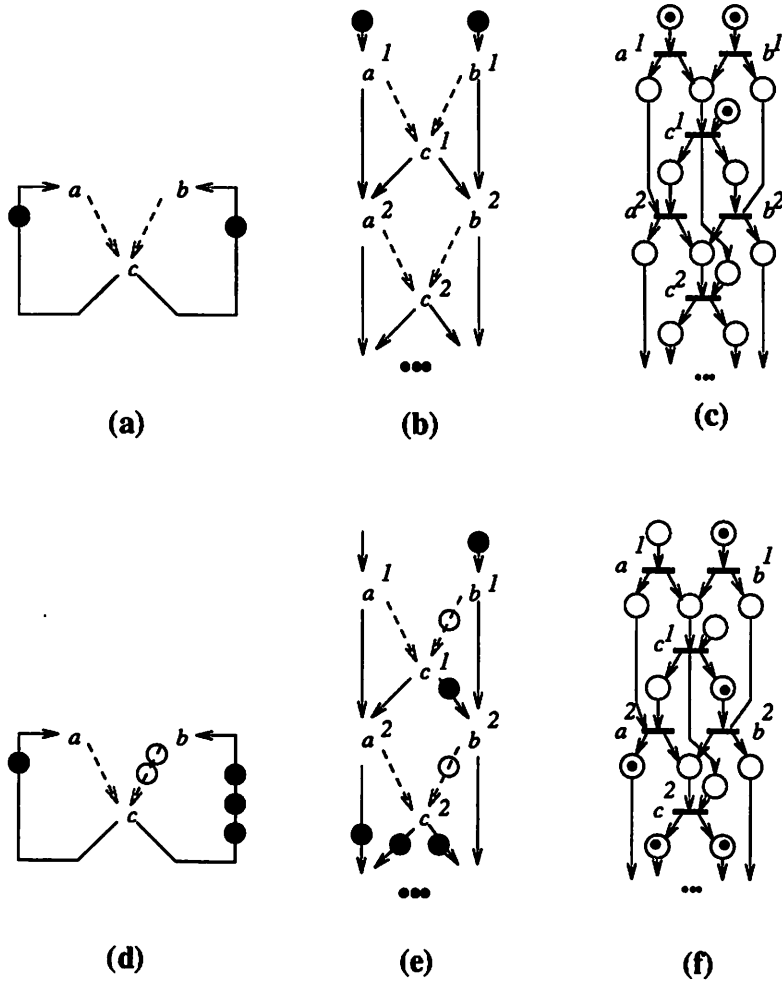 a
b
c
(a)
a^1
b^1
c^1
a^2
b^2
c^2
•••
(b)
a^1
b^1
c^1
a^2
b^2
c^2
•••
(c)
a
b
c
(d)
a^1
b^1
c^1
a^2
b^2
c^2
•••
(e)
a^1
b^1
c^1
a^2
b^2
c^2
•••
(f)